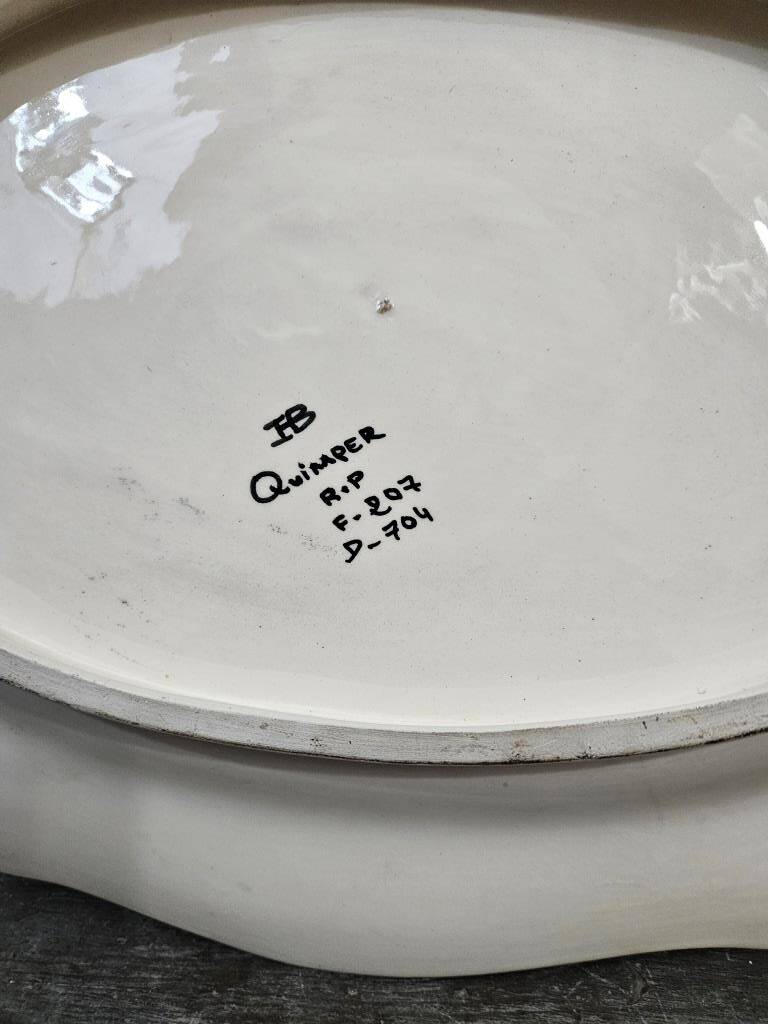 HB
QuiMPER
R.P
F-207
D-704